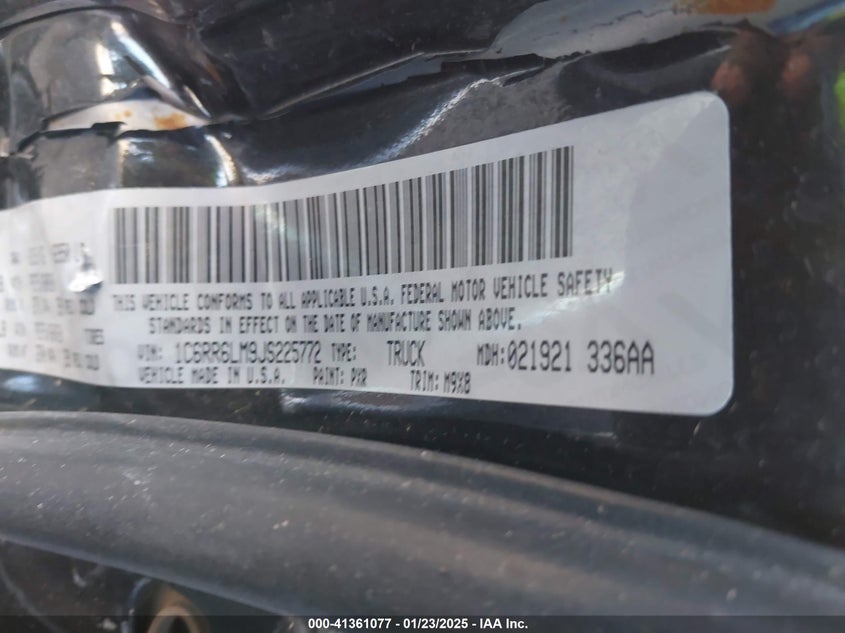 THIS VEHICLE CONFORMS TO ALL APPLICABLE U.S.A. FEDERAL MOTOR VEHICLE SAFETY
STANDARDS IN EFFECT ON THE DATE OF MANUFACTURE SHOWN ABOVE.
VIN: 1C6RR6LM9JS225772 TYPE: TRUCK MDH:021921 336AA
VEHICLE MADE IN U.S.A. PAINT: PXR TRIM: M9X8
TIRES
000-41361077 - 01/23/2025 - IAA Inc.